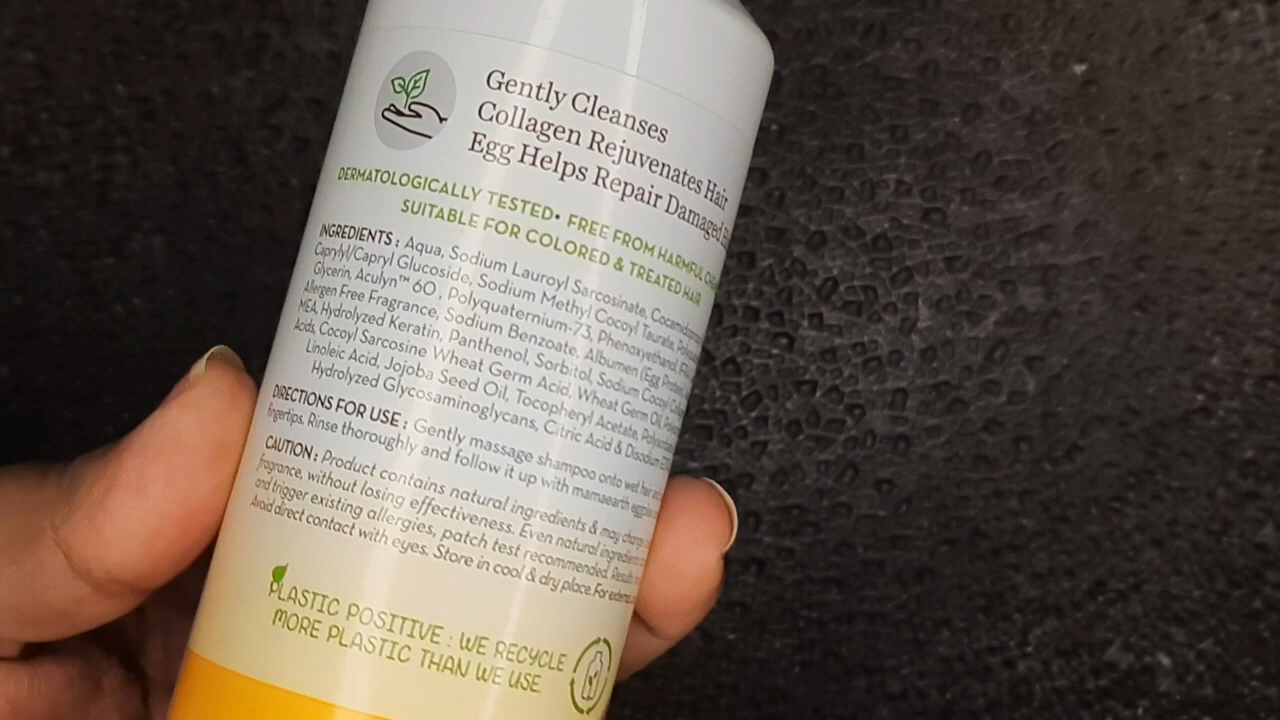 Gently Cleanses
Collagen Rejuvenates Hair
Egg Helps Repair Damaged
DERMATOLOGICALLY TESTED• FREE FROM HARMFUL
SUITABLE FOR COLORED & TREATED HAIR
INGREDIENTS : Aqua, Sodium Lauroyl Sarcosinate,
Caprylyl/Capryl Glucoside, Sodium Methyl Cocoyl Taurate,
Glycerin, Aculyn™ 60 , Polyquaternium-73, Phenoxyethanol,
Allergen Free Fragrance, Sodium Benzoate, Albumen (Egg Protein),
MEA, Hydrolyzed Keratin, Panthenol, Sorbitol, Sodium Cocoyl
Acids, Cocoyl Sarcosine Wheat Germ Acid, Wheat Germ Oil,
Linoleic Acid, Jojoba Seed Oil, Tocopheryl Acetate,
Hydrolyzed Glycosaminoglycans, Citric Acid & Disodium
DIRECTIONS FOR USE : Gently massage shampoo onto wet hair
fingertips. Rinse thoroughly and follow it up with mamaearth
CAUTION : Product contains natural ingredients & may change
fragrance, without losing effectiveness. Even natural
and trigger existing allergies, patch test recommended. Results
Avoid direct contact with eyes. Store in cool & dry place. For
PLASTIC POSITIVE : WE RECYCLE
MORE PLASTIC THAN WE USE.